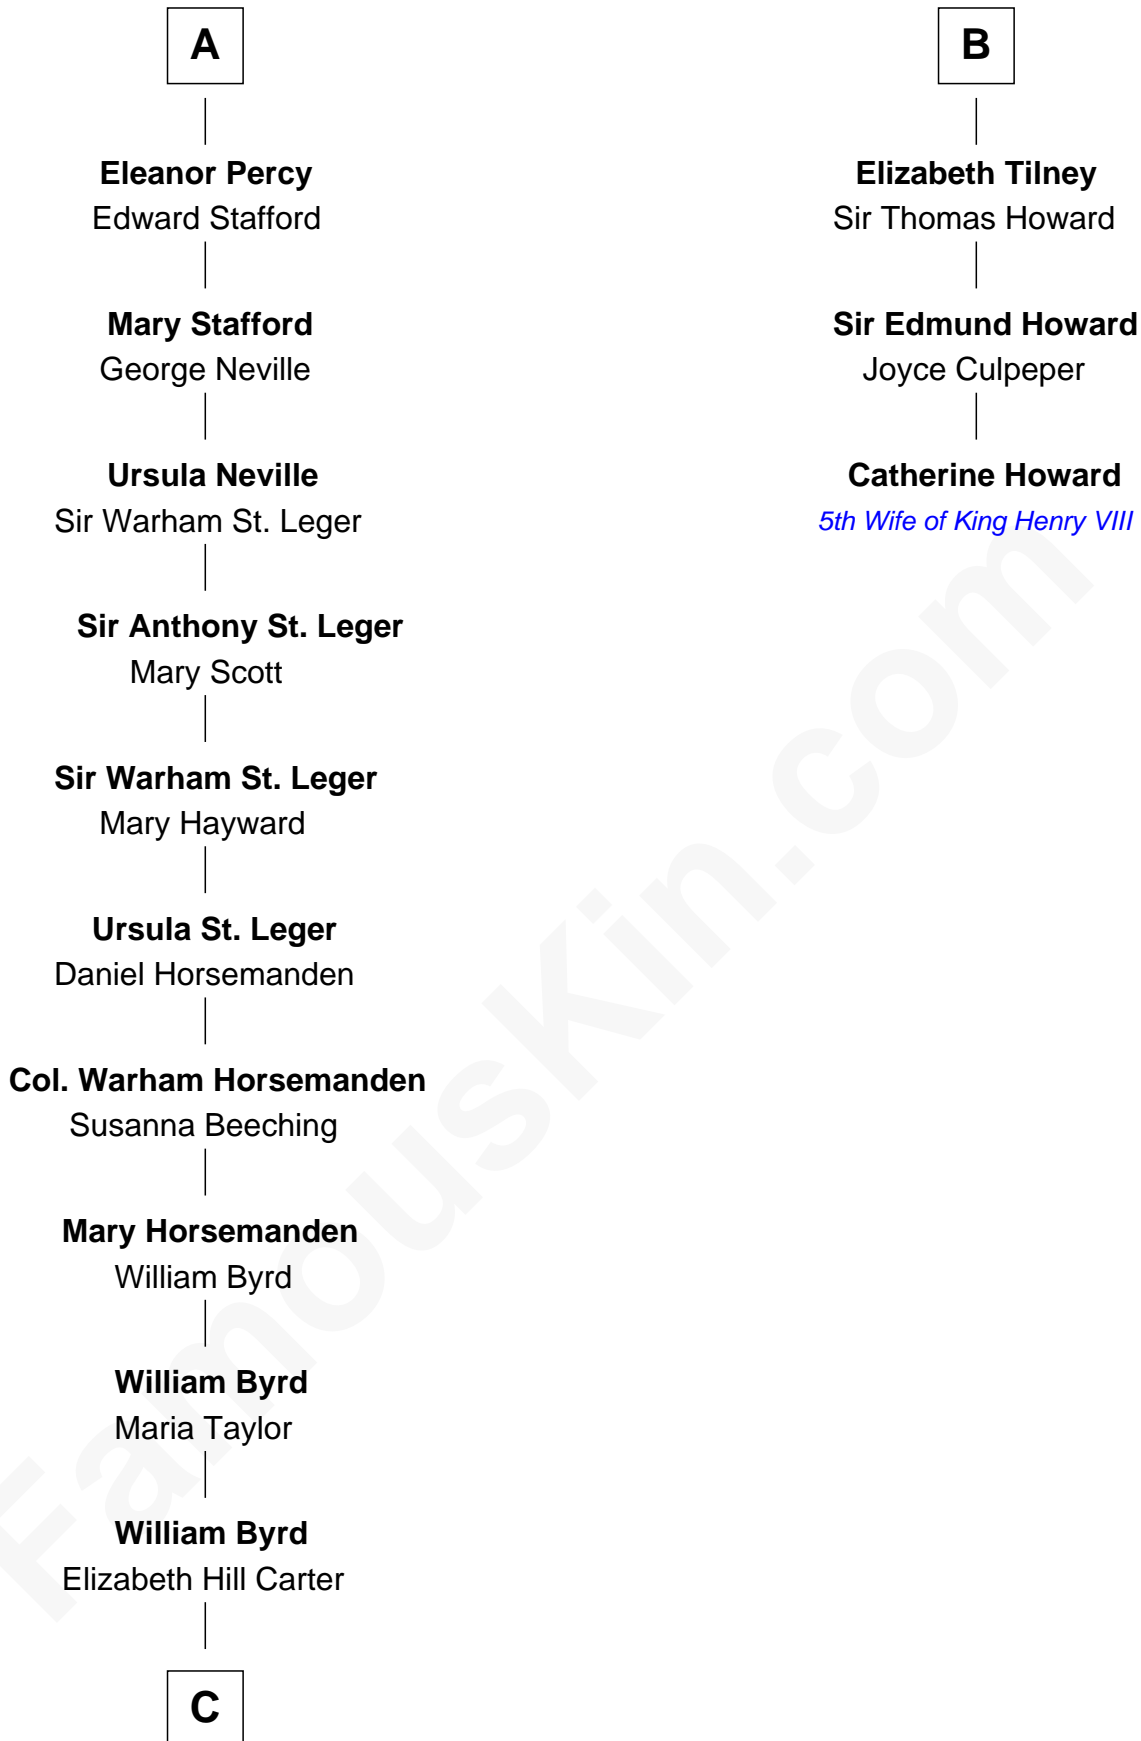 A
Eleanor Percy
Edward Stafford
Mary Stafford
George Neville
Ursula Neville
Sir Warham St. Leger
Sir Anthony St. Leger
Mary Scott
Sir Warham St. Leger
Mary Hayward
Ursula St. Leger
Daniel Horsemanden
Col. Warham Horsemanden
Susanna Beeching
Mary Horsemanden
William Byrd
William Byrd
Maria Taylor
William Byrd
Elizabeth Hill Carter
C
B
Elizabeth Tilney
Sir Thomas Howard
Sir Edmund Howard
Joyce Culpeper
Catherine Howard
5th Wife of King Henry VIII
FamousKin.com